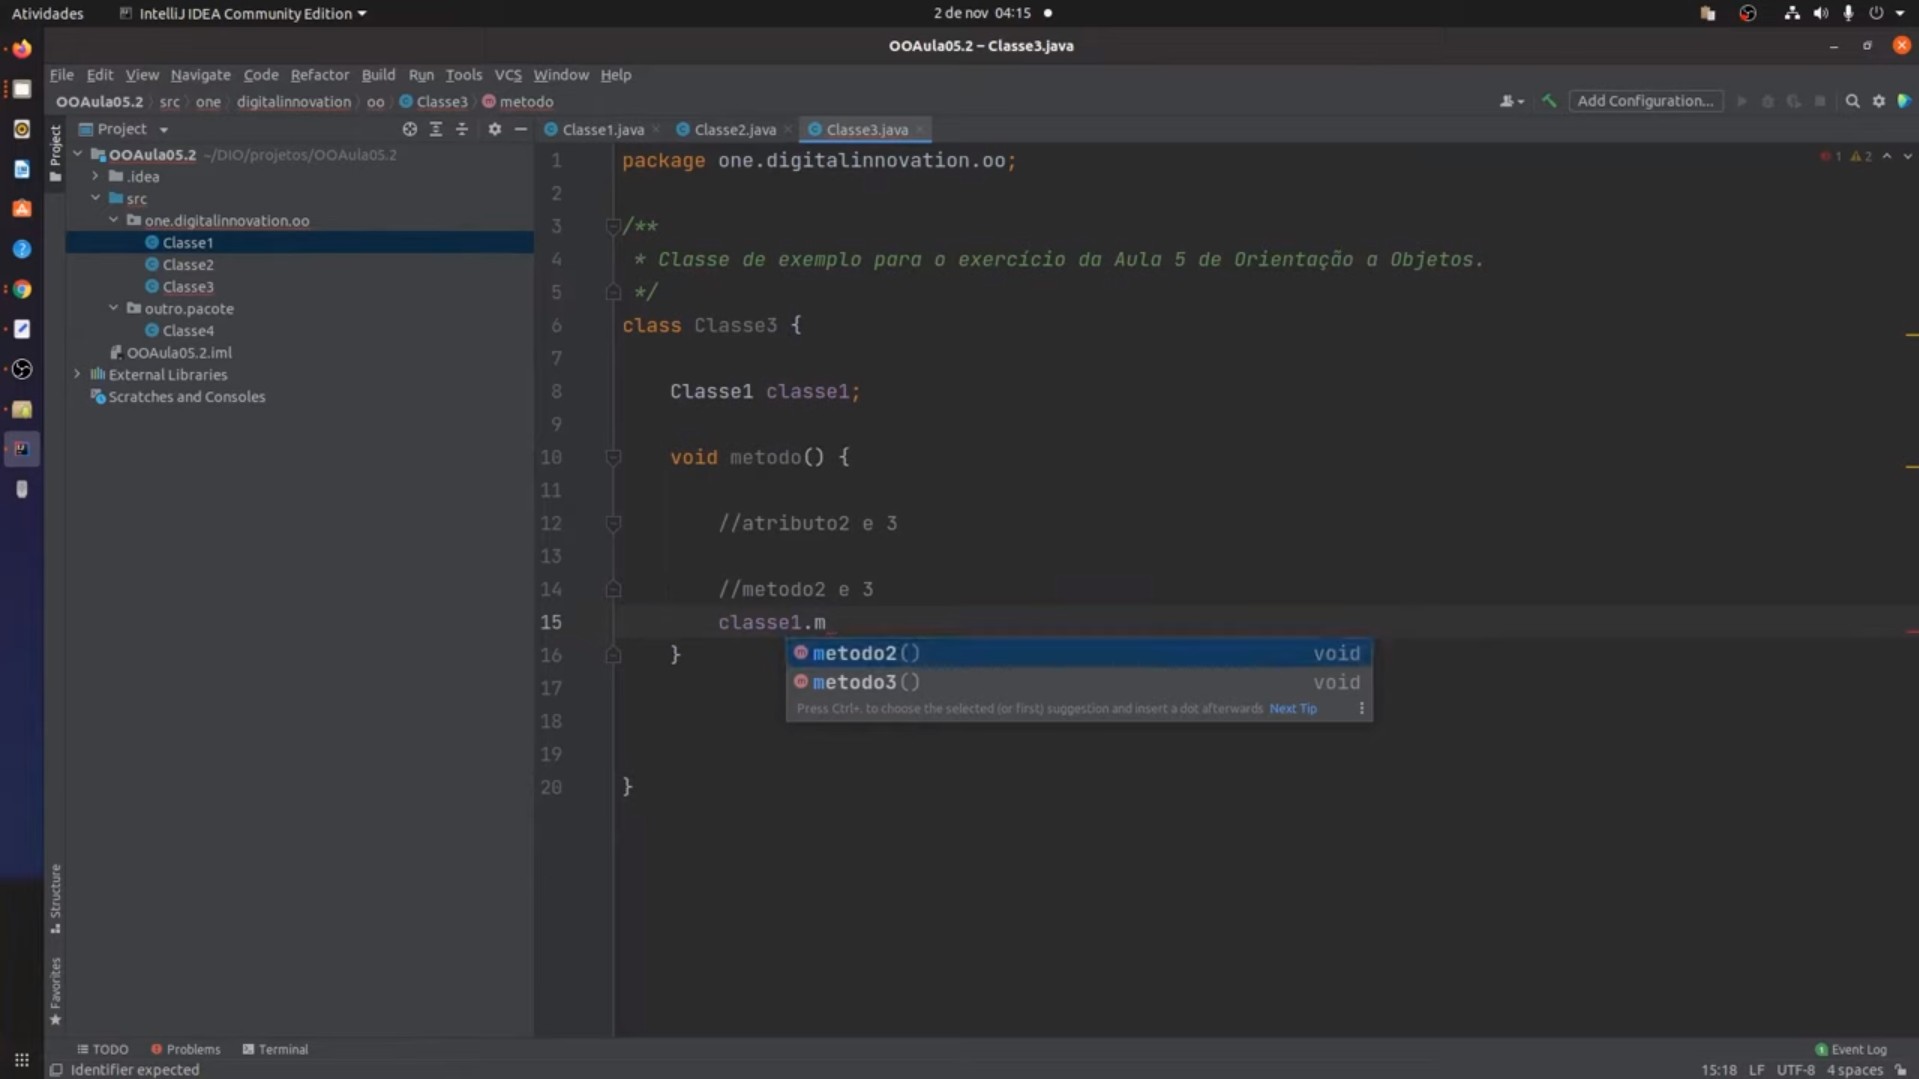 Atividades
IntelliJ IDEA Community Edition
2 de nov 04:15
OOAula05.2 – Classe3.java
File Edit View Navigate Code Refactor Build Run Tools VCS Window Help
OOAula05.2 src one digitalinnovation oo Classe3 metodo
Add Configuration...
Project
Project
Classe1.java
Classe2.java
Classe3.java
OOAula05.2 ~/DIO/projetos/OOAula05.2
.idea
src
one.digitalinnovation.oo
Classe1
Classe2
Classe3
outro.pacote
Classe4
OOAula05.2.iml
External Libraries
Scratches and Consoles
1 package one.digitalinnovation.oo;
1 2
2
3 /**
4 * Classe de exemplo para o exercício da Aula 5 de Orientação a Objetos.
5 */
6 class Classe3 {
7
8 Classe1 classe1;
9
10 void metodo() {
11
12 //atributo2 e 3
13
14 //metodo2 e 3
15 classe1.m
metodo2() void
metodo3() void
Press Ctrl+. to choose the selected (or first) suggestion and insert a dot afterwards Next Tip
16 }
17
18
19
20 }
Structure
Favorites
TODO Problems Terminal
1 Event Log
Identifier expected
15:18 LF UTF-8 4 spaces